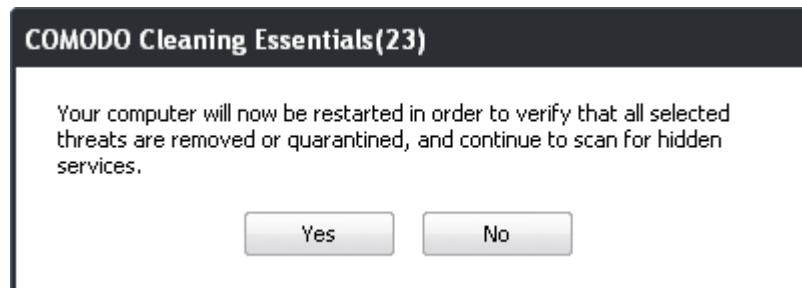 COMODO Cleaning Essentials(23)
Your computer will now be restarted in order to verify that all selected
threats are removed or quarantined, and continue to scan for hidden
services.
Yes No